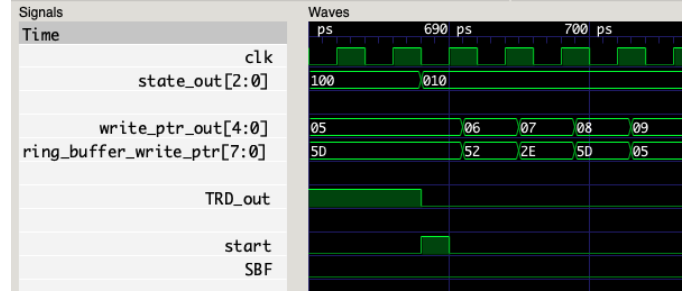 Signals
Waves
Time
ps 690 ps 700 ps
clk
state_out[2:0] 100 010
write_ptr_out[4:0] 05 06 07 08 09
ring_buffer_write_ptr[7:0] 5D 52 2E 5D 05
TRD_out
start
SBF